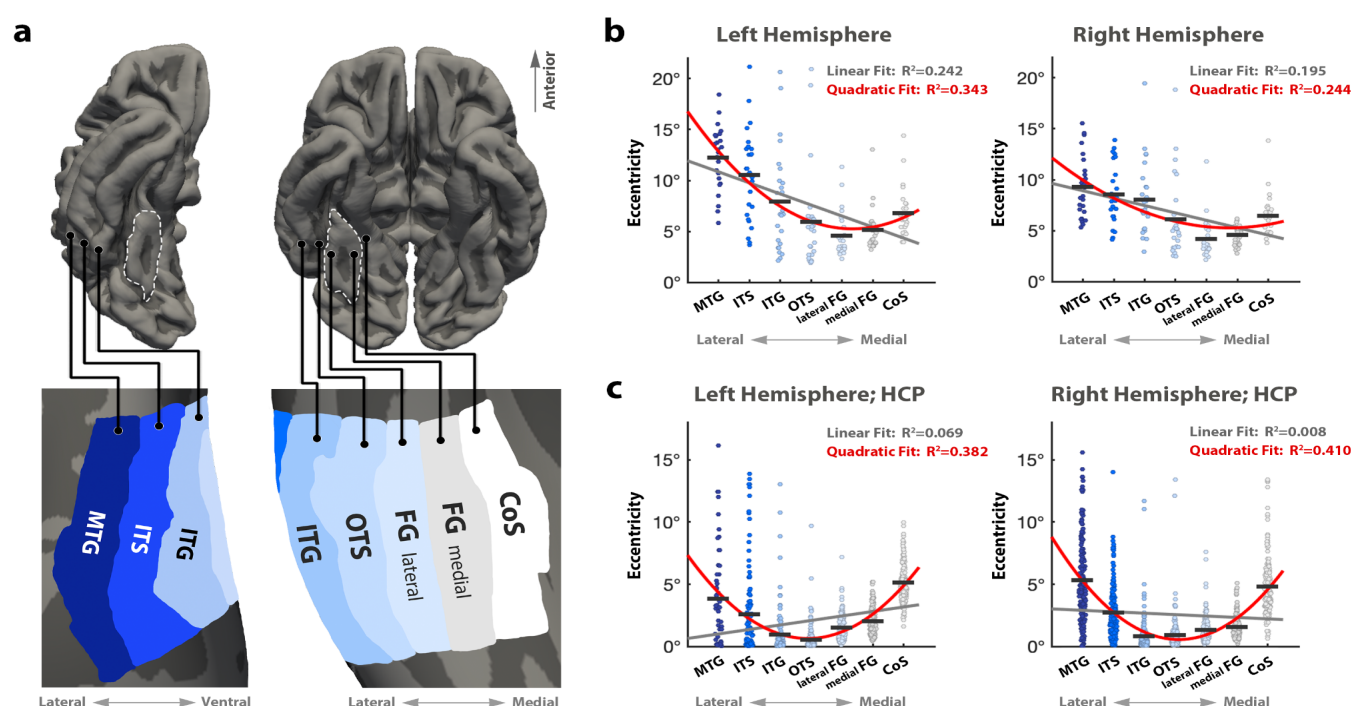 a
Anterior
MTG
ITS
ITG
Lateral
Ventral
ITG
OTS
FG lateral
FG medial
CoS
Lateral
Medial
b
Left Hemisphere
Linear Fit: R²=0.242
Quadratic Fit: R²=0.343
Eccentricity
20°
15°
10°
5°
0°
MTG
ITS
ITG
OTS
lateral FG
medial FG
CoS
Lateral
Medial
Right Hemisphere
Linear Fit: R²=0.195
Quadratic Fit: R²=0.244
Eccentricity
20°
15°
10°
5°
0°
MTG
ITS
ITG
OTS
lateral FG
medial FG
CoS
Lateral
Medial
c
Left Hemisphere; HCP
Linear Fit: R²=0.069
Quadratic Fit: R²=0.382
Eccentricity
15°
10°
5°
0°
MTG
ITS
ITG
OTS
lateral FG
medial FG
CoS
Lateral
Medial
Right Hemisphere; HCP
Linear Fit: R²=0.008
Quadratic Fit: R²=0.410
Eccentricity
15°
10°
5°
0°
MTG
ITS
ITG
OTS
lateral FG
medial FG
CoS
Lateral
Medial